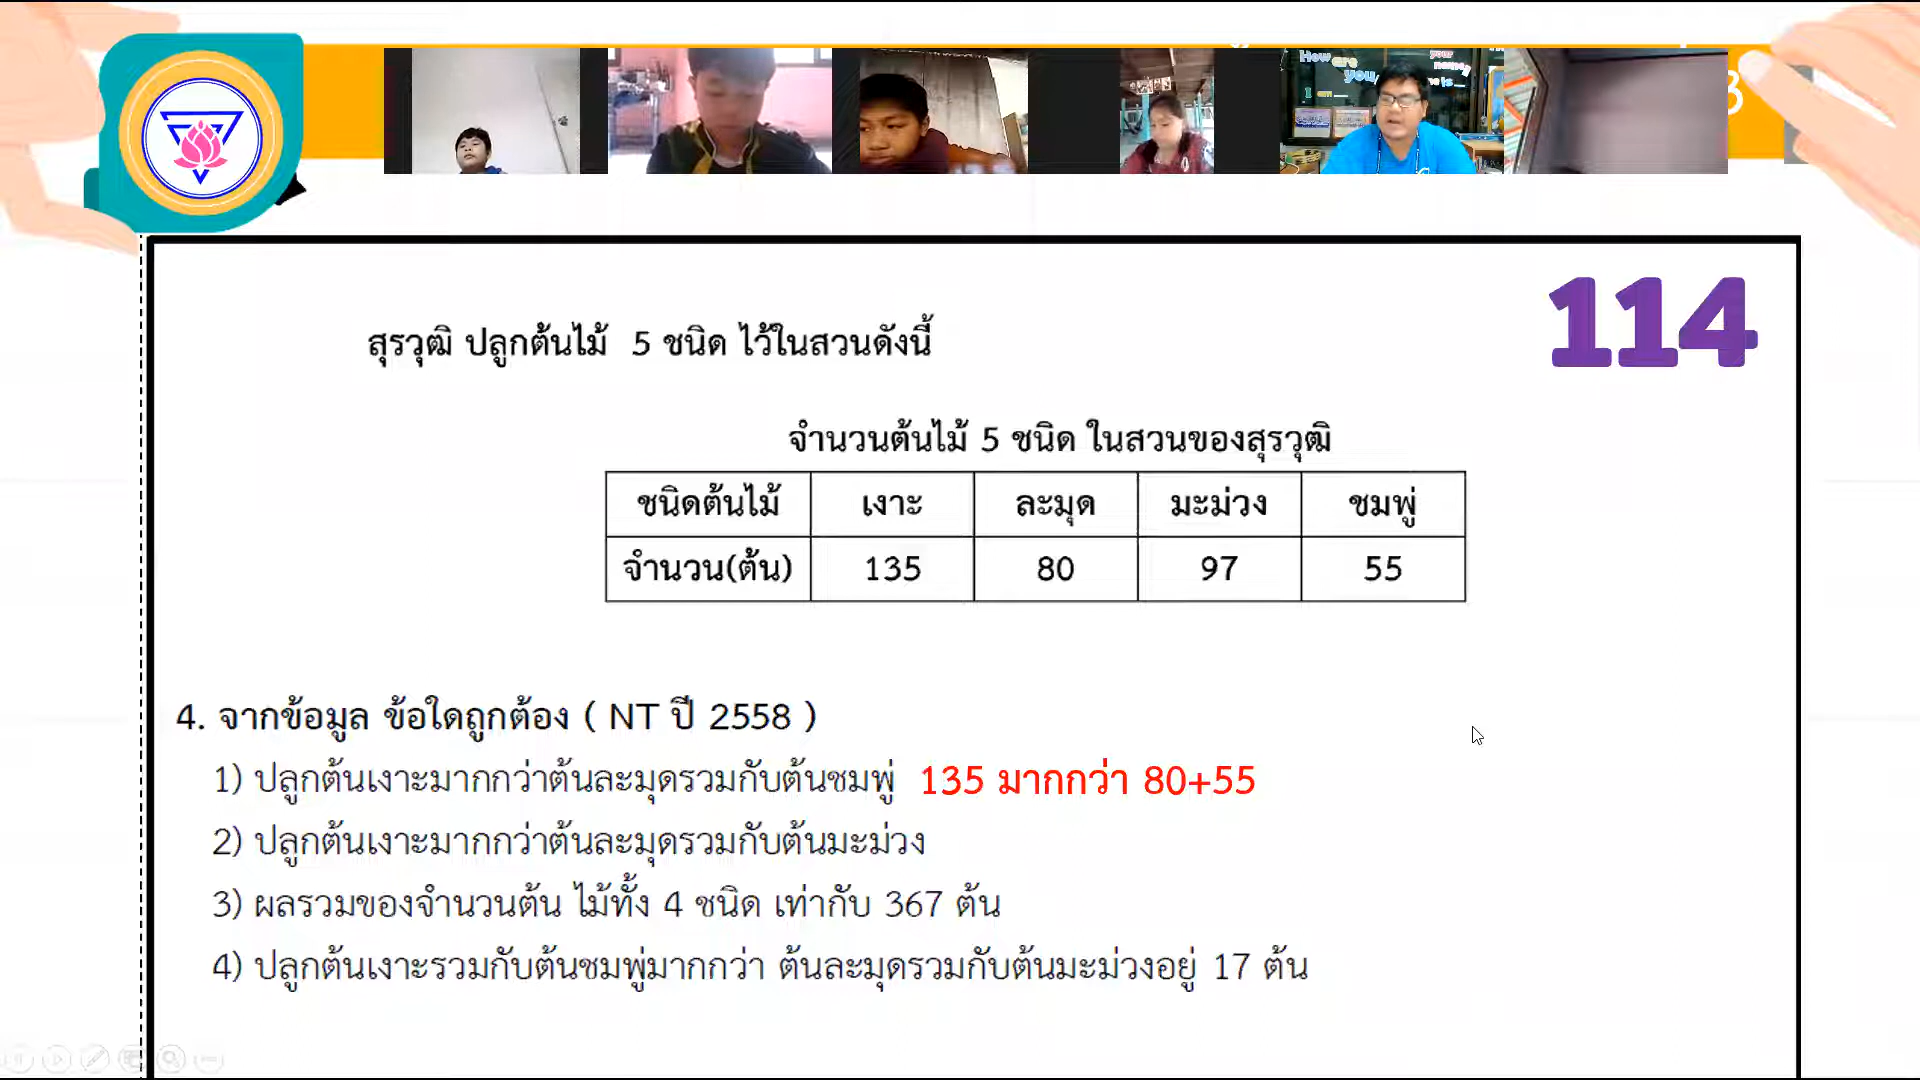 How are you
your name
I am
is
3
114
สุรวุฒิ ปลูกต้นไม้ 5 ชนิด ไว้ในสวนดังนี้
จำนวนต้นไม้ 5 ชนิด ในสวนของสุรวุฒิ
ชนิดต้นไม้ เงาะ ละมุด มะม่วง ชมพู่
จำนวน(ต้น) 135 80 97 55
4. จากข้อมูล ข้อใดถูกต้อง ( NT ปี 2558 )
1) ปลูกต้นเงาะมากกว่าต้นละมุดรวมกับต้นชมพู่ 135 มากกว่า 80+55
2) ปลูกต้นเงาะมากกว่าต้นละมุดรวมกับต้นมะม่วง
3) ผลรวมของจำนวนต้น ไม้ทั้ง 4 ชนิด เท่ากับ 367 ต้น
4) ปลูกต้นเงาะรวมกับต้นชมพู่มากกว่า ต้นละมุดรวมกับต้นมะม่วงอยู่ 17 ต้น